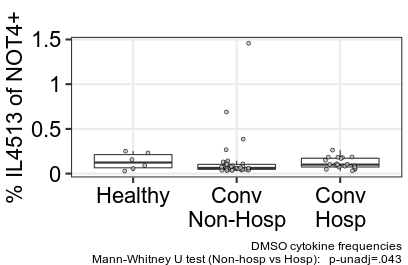 % IL4513 of NOT4+
1.5
1
0.5
0
Healthy
Conv
Non-Hosp
Conv
Hosp
DMSO cytokine frequencies
Mann-Whitney U test (Non-hosp vs Hosp): p-unadj=.043